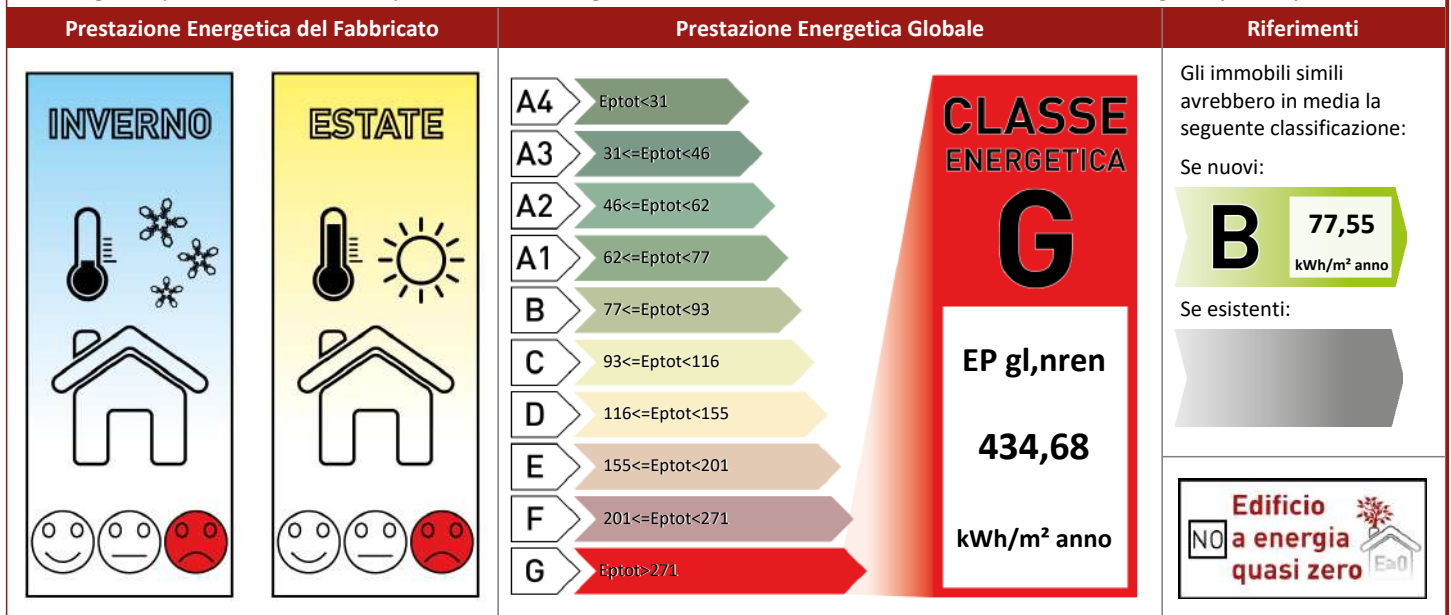 Prestazione Energetica del Fabbricato
Prestazione Energetica Globale
Riferimenti
INVERNO
ESTATE
A4 Eptot<31
A3 31<=Eptot<46
A2 46<=Eptot<62
A1 62<=Eptot<77
B 77<=Eptot<93
C 93<=Eptot<116
D 116<=Eptot<155
E 155<=Eptot<201
F 201<=Eptot<271
G Eptot>271
CLASSE
ENERGETICA
G
EP gl,nren
434,68
kWh/m² anno
Gli immobili simili
avrebbero in media la
seguente classificazione:
Se nuovi:
B 77,55
kWh/m² anno
Se esistenti:
Edificio
NO a energia
quasi zero
E≥0